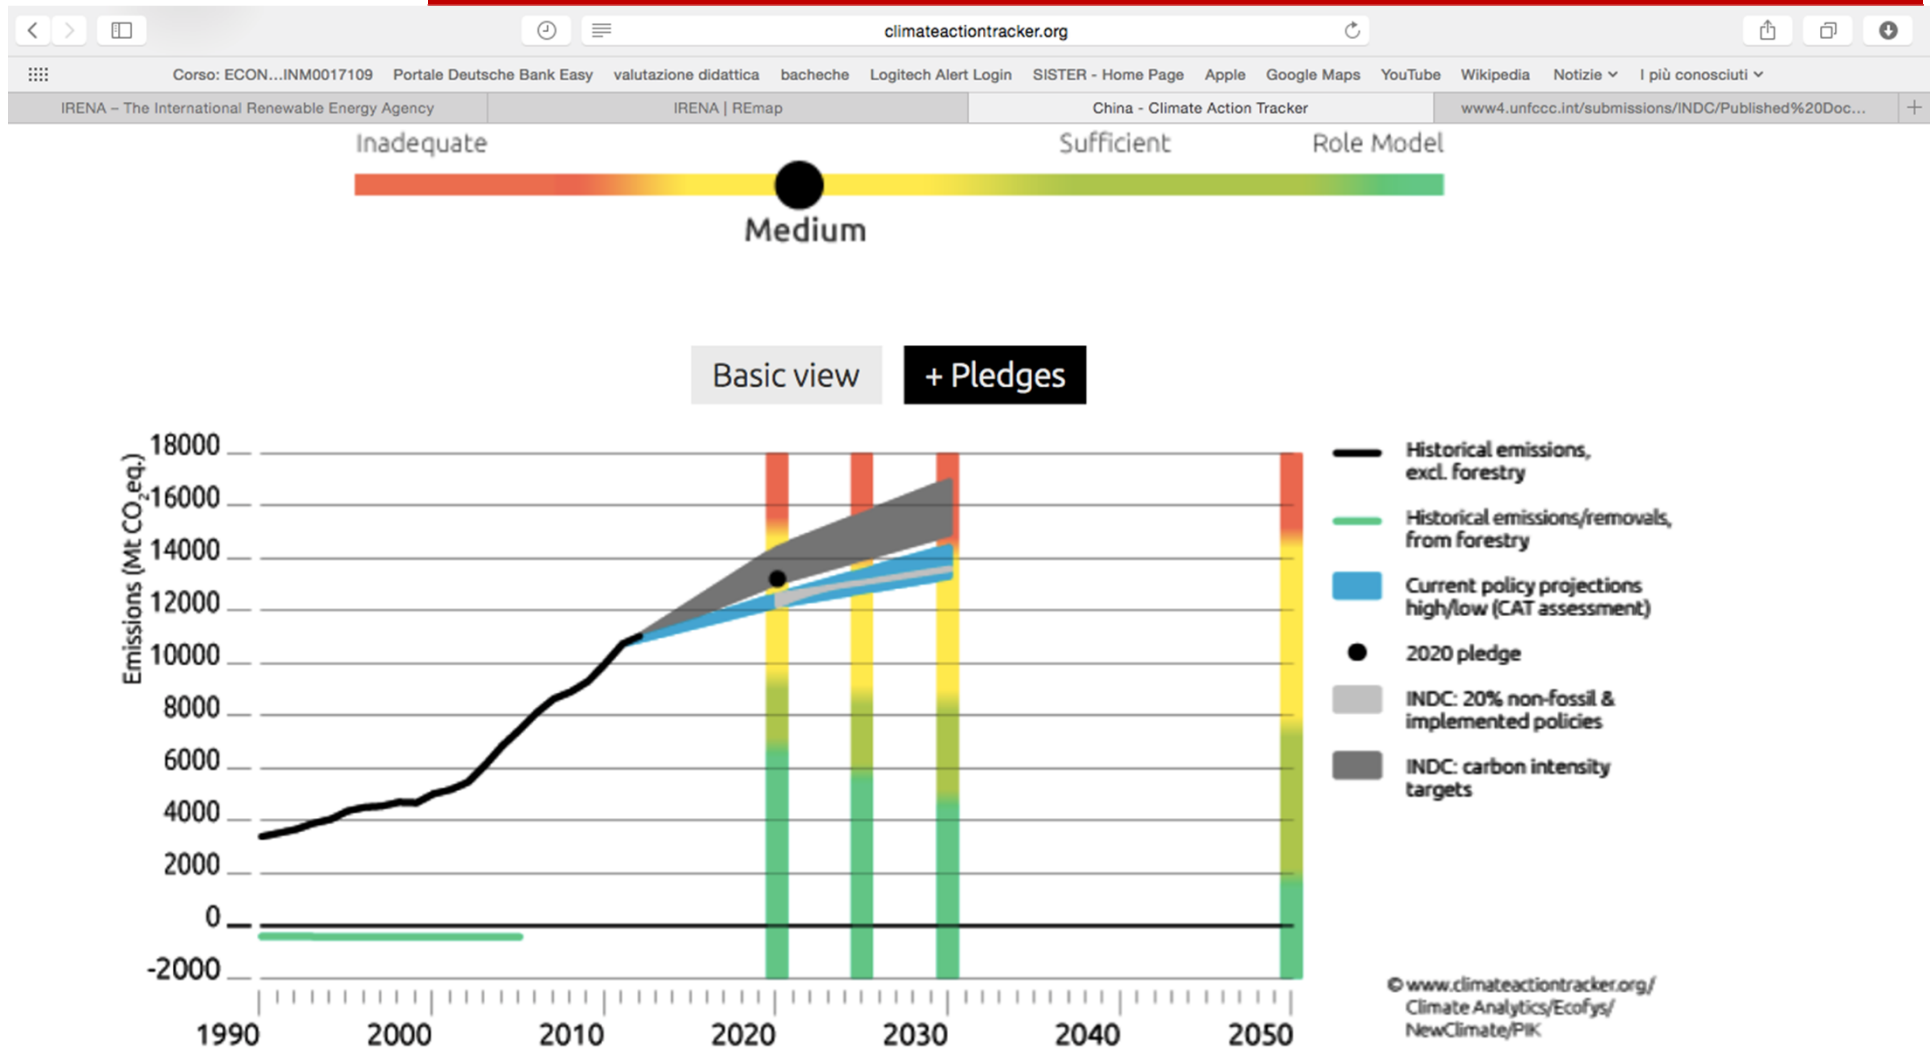 climateactiontracker.org
Corso: ECON...INM0017109 Portale Deutsche Bank Easy valutazione didattica bacheche Logitech Alert Login SISTER - Home Page Apple Google Maps YouTube Wikipedia Notizie I più conosciuti
IRENA – The International Renewable Energy Agency IRENA | REmap China - Climate Action Tracker www4.unfccc.int/submissions/INDC/Published%20Doc... +
Inadequate Sufficient Role Model
Medium
Basic view + Pledges
Emissions (Mt CO₂eq.)
18000
16000
14000
12000
10000
8000
6000
4000
2000
0
-2000
1990 2000 2010 2020 2030 2040 2050
Historical emissions,
excl. forestry
Historical emissions/removals,
from forestry
Current policy projections
high/low (CAT assessment)
2020 pledge
INDC: 20% non-fossil &
implemented policies
INDC: carbon intensity
targets
© www.climateactiontracker.org/
Climate Analytics/Ecofys/
NewClimate/PIK